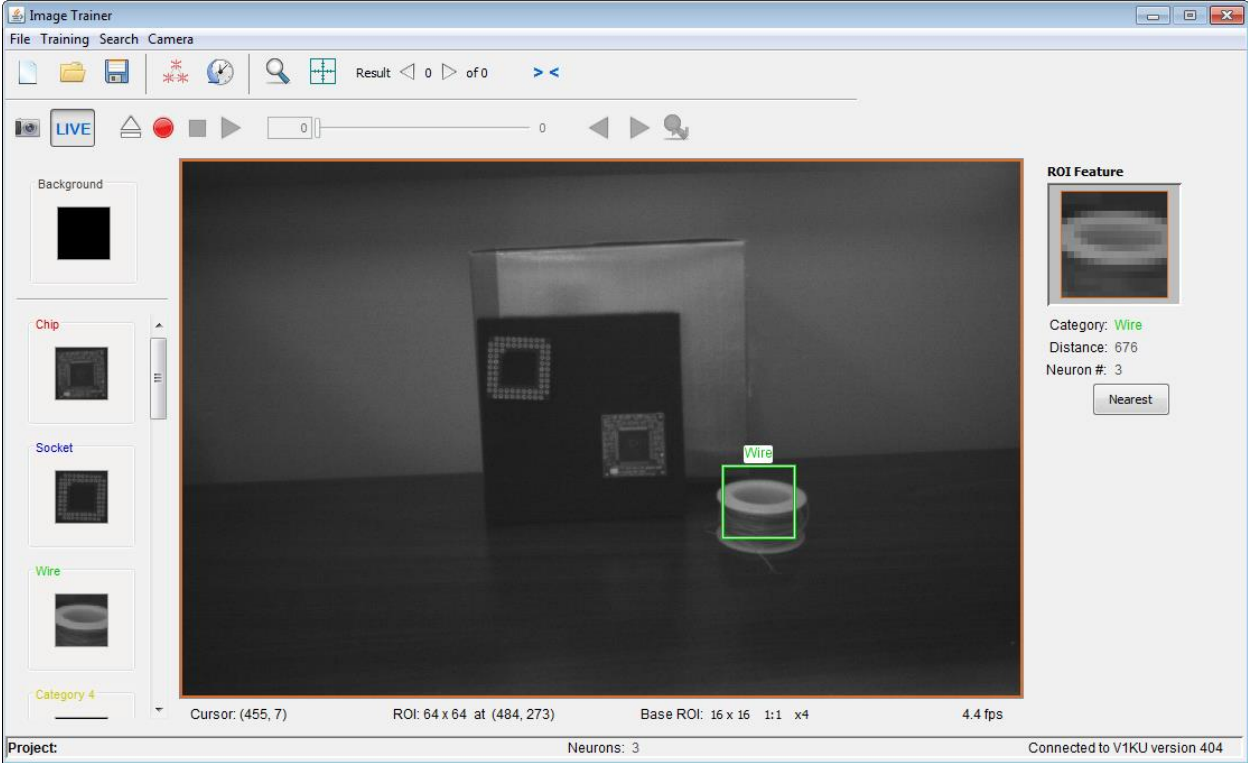 Image Trainer
File Training Search Camera
Result 0 of 0 > <
LIVE 0 0
Background
ROI Feature
Chip
Category: Wire
Distance: 676
Neuron #: 3
Nearest
Socket
Wire
Wire
Category 4
Cursor: (455, 7) ROI: 64 x 64 at (484, 273) Base ROI: 16 x 16 1:1 x4 4.4 fps
Project: Neurons: 3 Connected to V1KU version 404